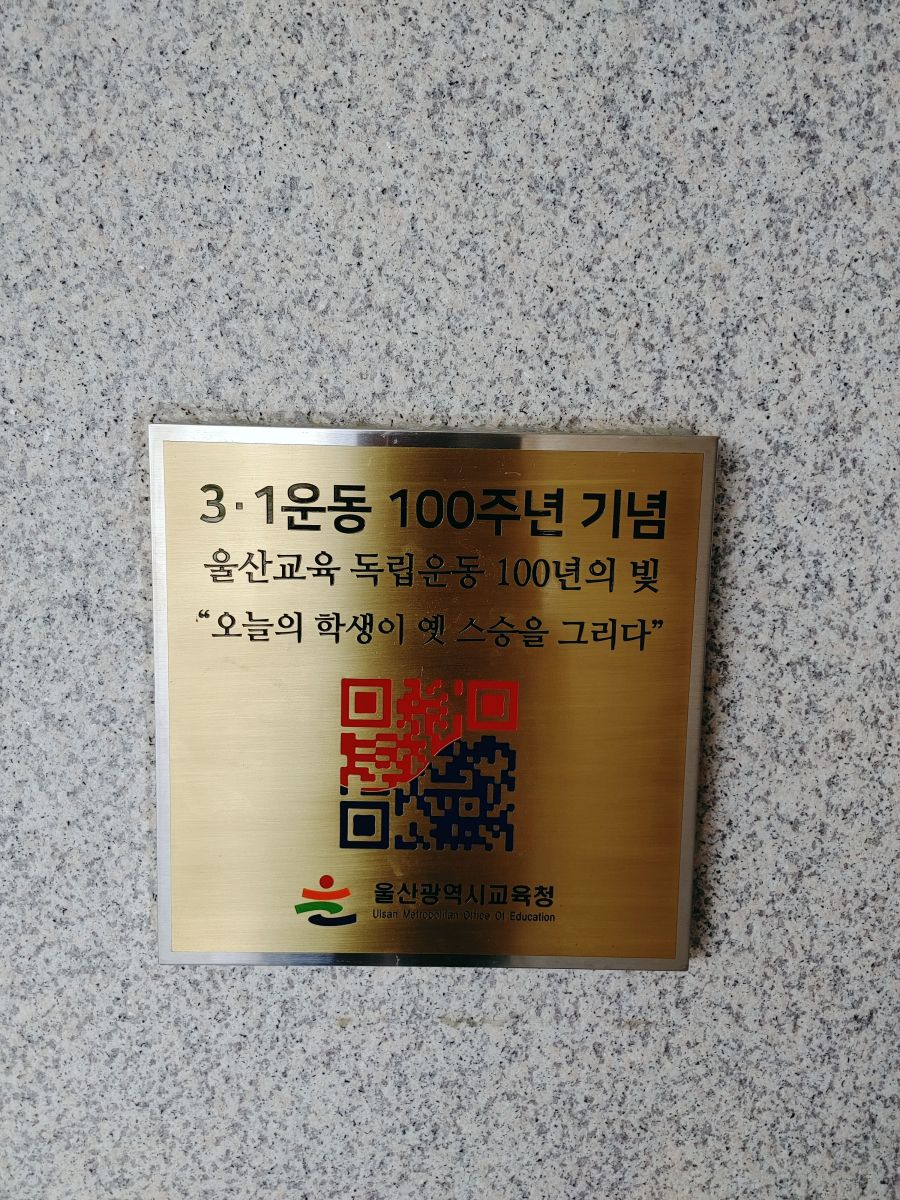 3·1운동 100주년 기념
울산교육 독립운동 100년의 빛
“오늘의 학생이 옛 스승을 그리다”
울산광역시교육청
Ulsan Metropolitan Office Of Education